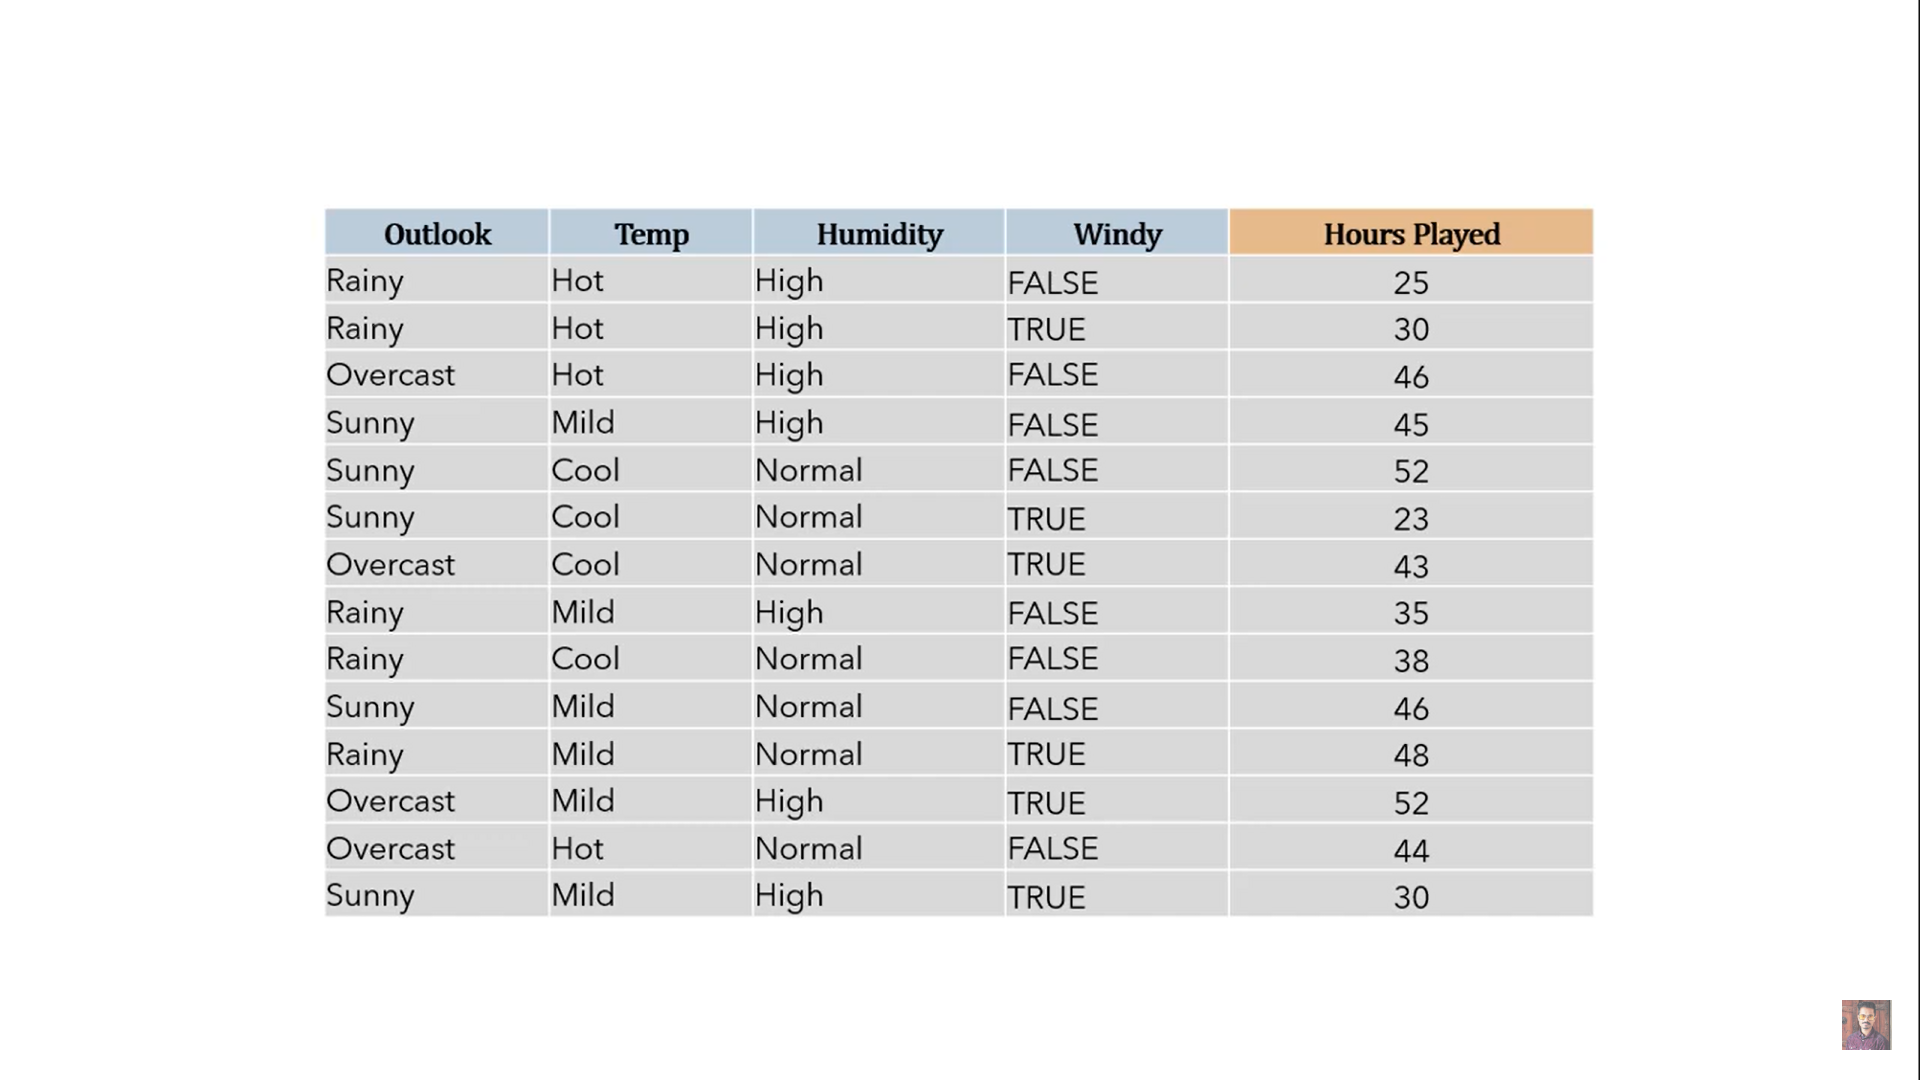 Outlook Temp Humidity Windy Hours Played
Rainy Hot High FALSE 25
Rainy Hot High TRUE 30
Overcast Hot High FALSE 46
Sunny Mild High FALSE 45
Sunny Cool Normal FALSE 52
Sunny Cool Normal TRUE 23
Overcast Cool Normal TRUE 43
Rainy Mild High FALSE 35
Rainy Cool Normal FALSE 38
Sunny Mild Normal FALSE 46
Rainy Mild Normal TRUE 48
Overcast Mild High TRUE 52
Overcast Hot Normal FALSE 44
Sunny Mild High TRUE 30